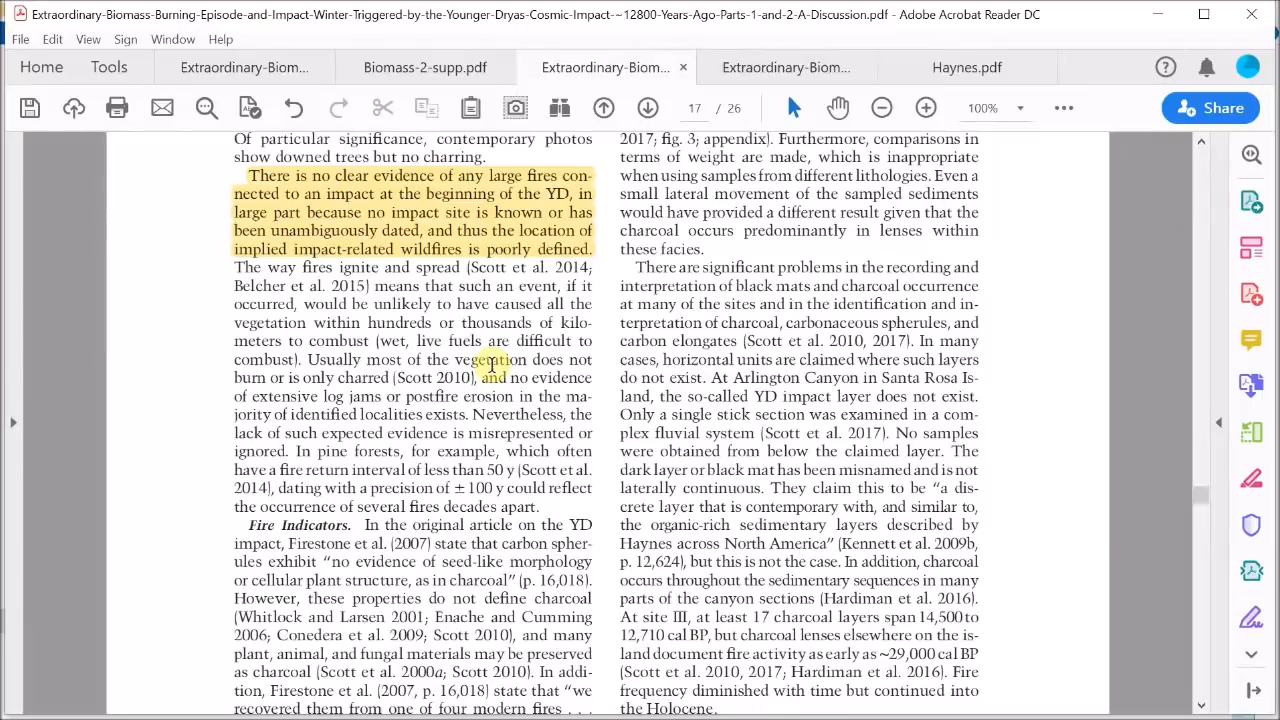 Extraordinary-Biomass-Burning-Episode-and-Impact-Winter-Triggered-by-the-Younger-Dryas-Cosmic-Impact-~12800-Years-Ago-Parts-1-and-2-A-Discussion.pdf - Adobe Acrobat Reader DC
File Edit View Sign Window Help
Home Tools Extraordinary-Biom... Biomass-2-supp.pdf Extraordinary-Biom... × Extraordinary-Biom... Haynes.pdf
17 / 26 100% Share
Of particular significance, contemporary photos
show downed trees but no charring.
There is no clear evidence of any large fires con-
nected to an impact at the beginning of the YD, in
large part because no impact site is known or has
been unambiguously dated, and thus the location of
implied impact-related wildfires is poorly defined.
The way fires ignite and spread (Scott et al. 2014;
Belcher et al. 2015) means that such an event, if it
occurred, would be unlikely to have caused all the
vegetation within hundreds or thousands of kilo-
meters to combust (wet, live fuels are difficult to
combust). Usually most of the vegetation does not
burn or is only charred (Scott 2010), and no evidence
of extensive log jams or postfire erosion in the ma-
jority of identified localities exists. Nevertheless, the
lack of such expected evidence is misrepresented or
ignored. In pine forests, for example, which often
have a fire return interval of less than 50 y (Scott et al.
2014), dating with a precision of ± 100 y could reflect
the occurrence of several fires decades apart.
Fire Indicators. In the original article on the YD
impact, Firestone et al. (2007) state that carbon spher-
ules exhibit “no evidence of seed-like morphology
or cellular plant structure, as in charcoal” (p. 16,018).
However, these properties do not define charcoal
(Whitlock and Larsen 2001; Enache and Cumming
2006; Conedera et al. 2009; Scott 2010), and many
plant, animal, and fungal materials may be preserved
as charcoal (Scott et al. 2000a; Scott 2010). In addi-
tion, Firestone et al. (2007, p. 16,018) state that “we
recovered them from one of four modern fires . . .
2017; fig. 3; appendix). Furthermore, comparisons in
terms of weight are made, which is inappropriate
when using samples from different lithologies. Even a
small lateral movement of the sampled sediments
would have provided a different result given that the
charcoal occurs predominantly in lenses within
these facies.
There are significant problems in the recording and
interpretation of black mats and charcoal occurrence
at many of the sites and in the identification and in-
terpretation of charcoal, carbonaceous spherules, and
carbon elongates (Scott et al. 2010, 2017). In many
cases, horizontal units are claimed where such layers
do not exist. At Arlington Canyon in Santa Rosa Is-
land, the so-called YD impact layer does not exist.
Only a single stick section was examined in a com-
plex fluvial system (Scott et al. 2017). No samples
were obtained from below the claimed layer. The
dark layer or black mat has been misnamed and is not
laterally continuous. They claim this to be “a dis-
crete layer that is contemporary with, and similar to,
the organic-rich sedimentary layers described by
Haynes across North America” (Kennett et al. 2009b,
p. 12,624), but this is not the case. In addition, charcoal
occurs throughout the sedimentary sequences in many
parts of the canyon sections (Hardiman et al. 2016).
At site III, at least 17 charcoal layers span 14,500 to
12,710 cal BP, but charcoal lenses elsewhere on the is-
land document fire activity as early as ~29,000 cal BP
(Scott et al. 2010, 2017; Hardiman et al. 2016). Fire
frequency diminished with time but continued into
the Holocene.